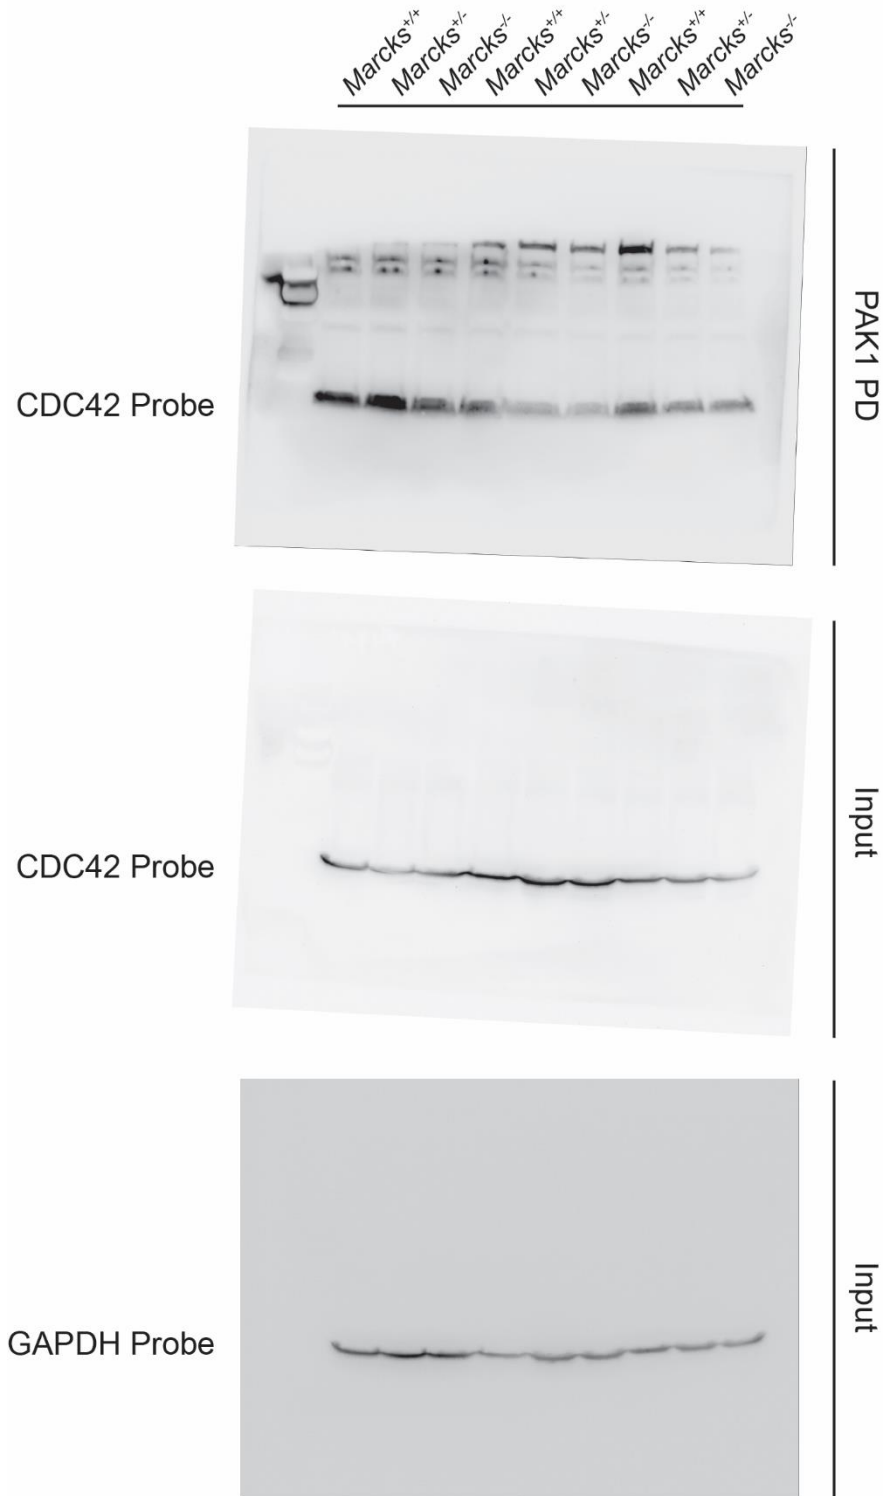 Marcks+/+ Marcks+/- Marcks-/- Marcks+/+ Marcks+/- Marcks-/- Marcks+/+ Marcks+/- Marcks-/-
PAK1 PD
CDC42 Probe
Input
CDC42 Probe
Input
GAPDH Probe